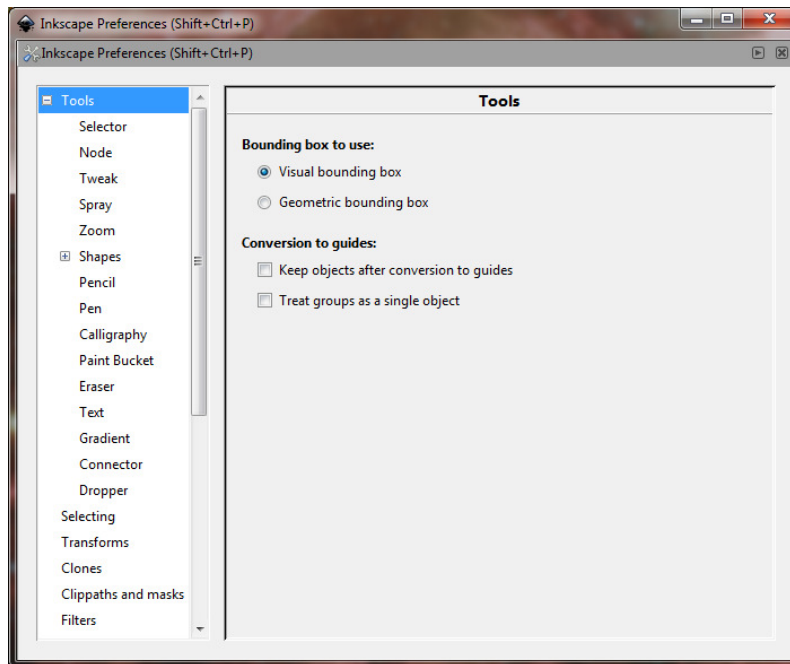 Inkscape Preferences (Shift+Ctrl+P)
Inkscape Preferences (Shift+Ctrl+P)
Tools
Selector
Node
Tweak
Spray
Zoom
Shapes
Pencil
Pen
Calligraphy
Paint Bucket
Eraser
Text
Gradient
Connector
Dropper
Selecting
Transforms
Clones
Clippaths and masks
Filters
Tools
Bounding box to use:
Visual bounding box
Geometric bounding box
Conversion to guides:
Keep objects after conversion to guides
Treat groups as a single object